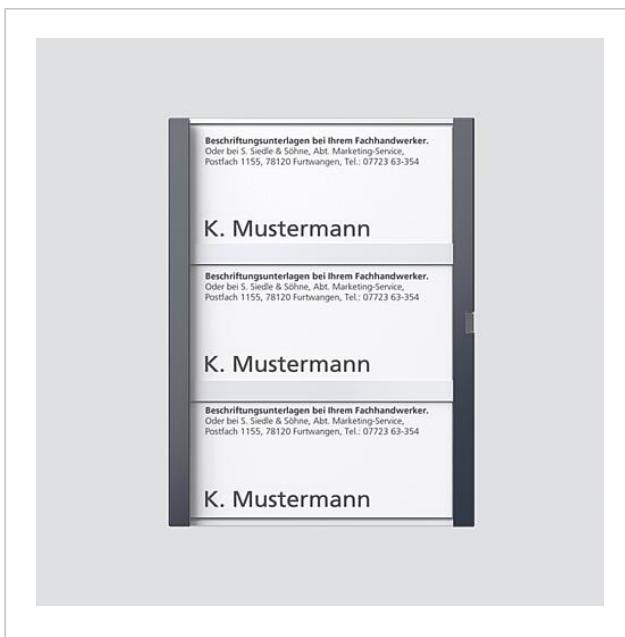 Beschriftungsunterlagen bei Ihrem Fachhandwerker.
Oder bei S. Siedle & Söhne, Abt. Marketing-Service,
Postfach 1155, 78120 Furtwangen, Tel.: 07723 63-354
K. Mustermann
Beschriftungsunterlagen bei Ihrem Fachhandwerker.
Oder bei S. Siedle & Söhne, Abt. Marketing-Service,
Postfach 1155, 78120 Furtwangen, Tel.: 07723 63-354
K. Mustermann
Beschriftungsunterlagen bei Ihrem Fachhandwerker.
Oder bei S. Siedle & Söhne, Abt. Marketing-Service,
Postfach 1155, 78120 Furtwangen, Tel.: 07723 63-354
K. Mustermann